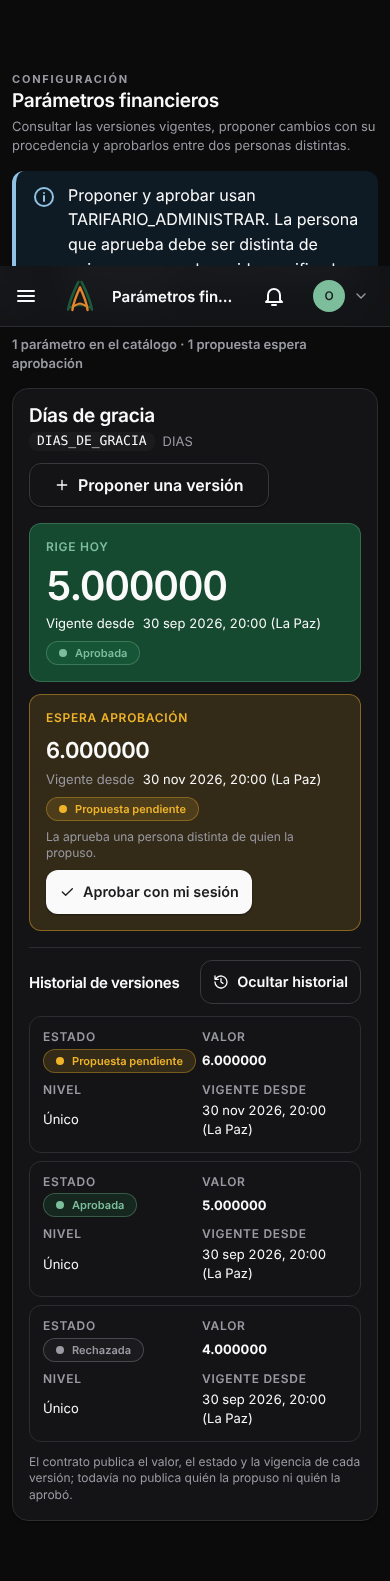 CONFIGURACIÓN
Parámetros financieros
Consultar las versiones vigentes, proponer cambios con su
procedencia y aprobarlos entre dos personas distintas.
Proponer y aprobar usan
TARIFARIO_ADMINISTRAR. La persona
que aprueba debe ser distinta de
Parámetros fin...
O
1 parámetro en el catálogo · 1 propuesta espera
aprobación
Días de gracia
DIAS_DE_GRACIA DIAS
+ Proponer una versión
RIGE HOY
5.000000
Vigente desde 30 sep 2026, 20:00 (La Paz)
Aprobada
ESPERA APROBACIÓN
6.000000
Vigente desde 30 nov 2026, 20:00 (La Paz)
Propuesta pendiente
La aprueba una persona distinta de quien la
propuso.
Aprobar con mi sesión
Historial de versiones
Ocultar historial
ESTADO VALOR
Propuesta pendiente 6.000000
NIVEL VIGENTE DESDE
Único 30 nov 2026, 20:00
(La Paz)
ESTADO VALOR
Aprobada 5.000000
NIVEL VIGENTE DESDE
Único 30 sep 2026, 20:00
(La Paz)
ESTADO VALOR
Rechazada 4.000000
NIVEL VIGENTE DESDE
Único 30 sep 2026, 20:00
(La Paz)
El contrato publica el valor, el estado y la vigencia de cada
versión; todavía no publica quién la propuso ni quién la
aprobó.